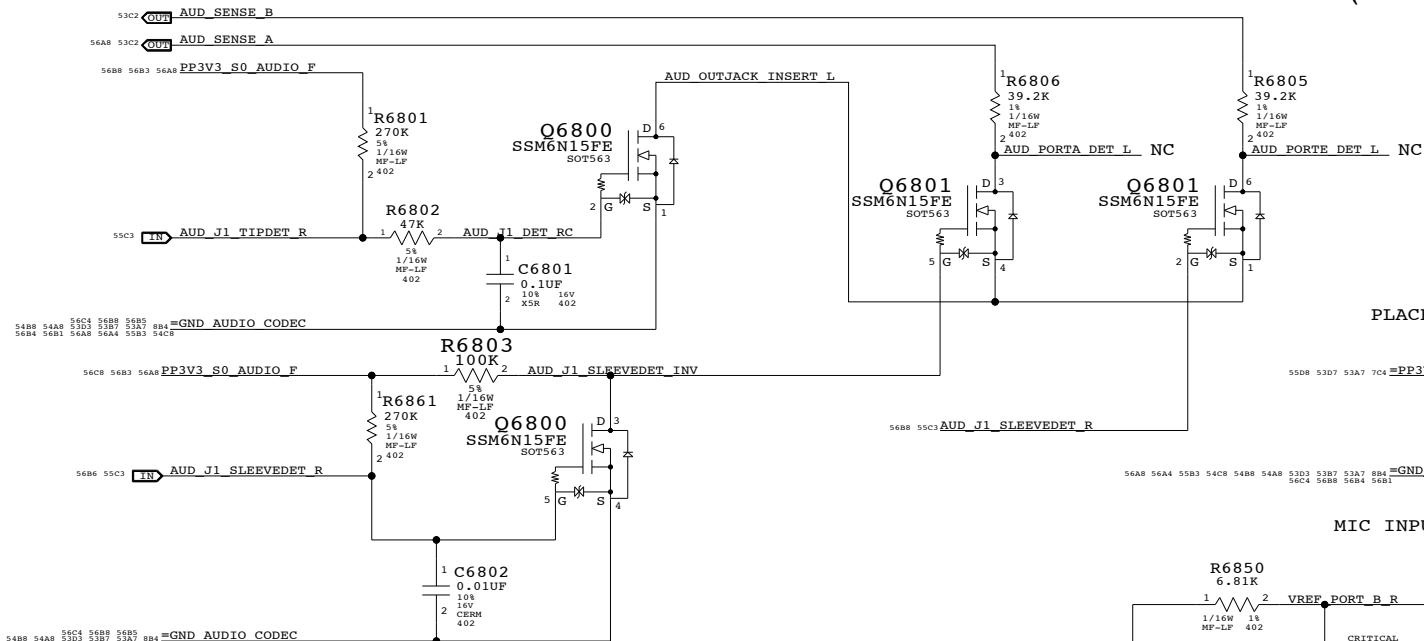 53C2 OUT AUD_SENSE_B
56A8 53C2 OUT AUD_SENSE_A
56B8 56B3 56A8 PP3V3_S0_AUDIO_F
AUD_OUTJACK_INSERT_L
1 R6801
270K
5%
1/16W
MF-LF
2 402
Q6800
SSM6N15FE
SOT563
D 6
2 G S 1
1 R6806
39.2K
1%
1/16W
MF-LF
2 402
1 R6805
39.2K
1%
1/16W
MF-LF
2 402
AUD_PORTA_DET_L NC
AUD_PORTE_DET_L NC
Q6801
SSM6N15FE
SOT563
D 3
5 G S 4
Q6801
SSM6N15FE
SOT563
D 6
2 G S 1
55C3 IN AUD_J1_TIPDET_R
R6802
1 47K 2
5%
1/16W
MF-LF
402
AUD_J1_DET_RC
1 C6801
0.1UF
10% 16V
2 X5R 402
56C4 56B8 56B5
54B8 54A8 53D3 53B7 53A7 8B4 =GND_AUDIO_CODEC
56B4 56B1 56A8 56A4 55B3 54C8
PLACE
R6803
100K
56C8 56B3 56A8 PP3V3_S0_AUDIO_F 1 2 AUD_J1_SLEEVEDET_INV
5%
1/16W
MF-LF
402
55D8 53D7 53A7 7C4 =PP3V
1 R6861
270K
5%
1/16W
MF-LF
2 402
Q6800
SSM6N15FE
SOT563
D 3
5 G S 4
56B8 55C3 AUD_J1_SLEEVEDET_R
56B6 55C3 IN AUD_J1_SLEEVEDET_R
56A8 56A4 55B3 54C8 54B8 54A8 53D3 53B7 53A7 8B4 =GND
56C4 56B8 56B4 56B1
MIC INPU
1 C6802
0.01UF
10%
16V
2 CERM
402
R6850
6.81K
1 2 VREF_PORT_B_R
1/16W 1%
MF-LF 402
56C4 56B8 56B5
54B8 54A8 53D3 53B7 53A7 8B4 =GND_AUDIO_CODEC
CRITICAL